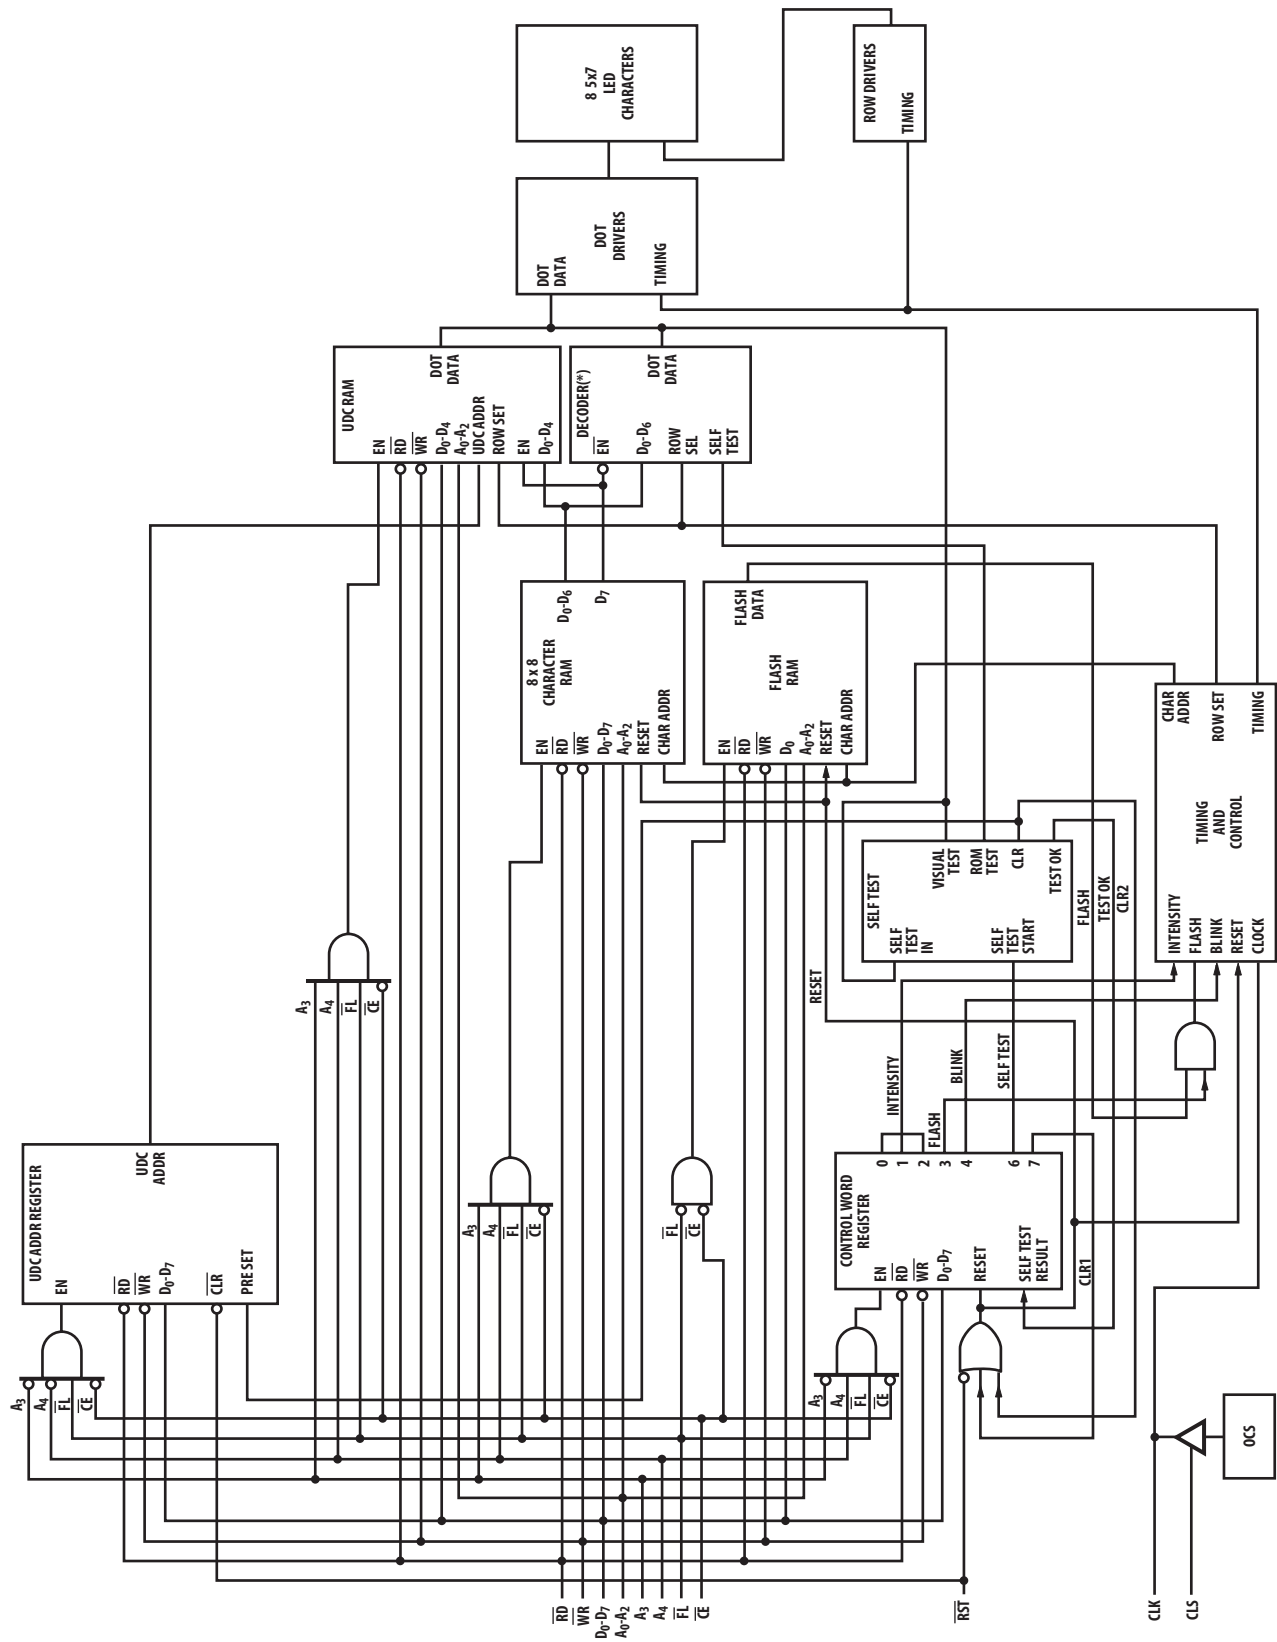 8 5x7
LED
CHARACTERS
ROW DRIVERS
TIMING
DOT
DATA
DOT
DRIVERS
TIMING
UDC RAM
DOT
DATA
EN
RD
WR
D0-D4
A0-A2
UDC ADDR
ROW SET
EN
D0-D4
DECODER(*)
DOT
DATA
EN
D0-D6
ROW
SEL
SELF
TEST
8 x 8
CHARACTER
RAM
D0-D6
D7
EN
RD
WR
D0-D7
A0-A2
RESET
CHAR ADDR
FLASH
DATA
FLASH
RAM
EN
RD
WR
D0
A0-A2
RESET
CHAR ADDR
CHAR
ADDR
ROW SET
TIMING
TIMING
AND
CONTROL
INTENSITY
FLASH
BLINK
RESET
CLOCK
SELF TEST
VISUAL
TEST
ROM
TEST
CLR
TEST OK
SELF
TEST
IN
SELF
TEST
START
FLASH
TEST OK
CLR2
A3
A4
FL
CE
RESET
INTENSITY
FLASH
BLINK
SELF TEST
UDC ADDR REGISTER
UDC
ADDR
EN
RD
WR
D0-D7
CLR
PRE SET
A3
A4
FL
CE
FL
CE
CONTROL WORD
REGISTER
0
1
2
3
4
6
7
EN
RD
WR
D0-D7
RESET
SELF TEST
RESULT
CLR1
A3
A4
FL
CE
A3
A4
FL
CE
OCS
RD
WR
D0-D7
A0-A2
A3
A4
FL
CE
RST
CLK
CLS